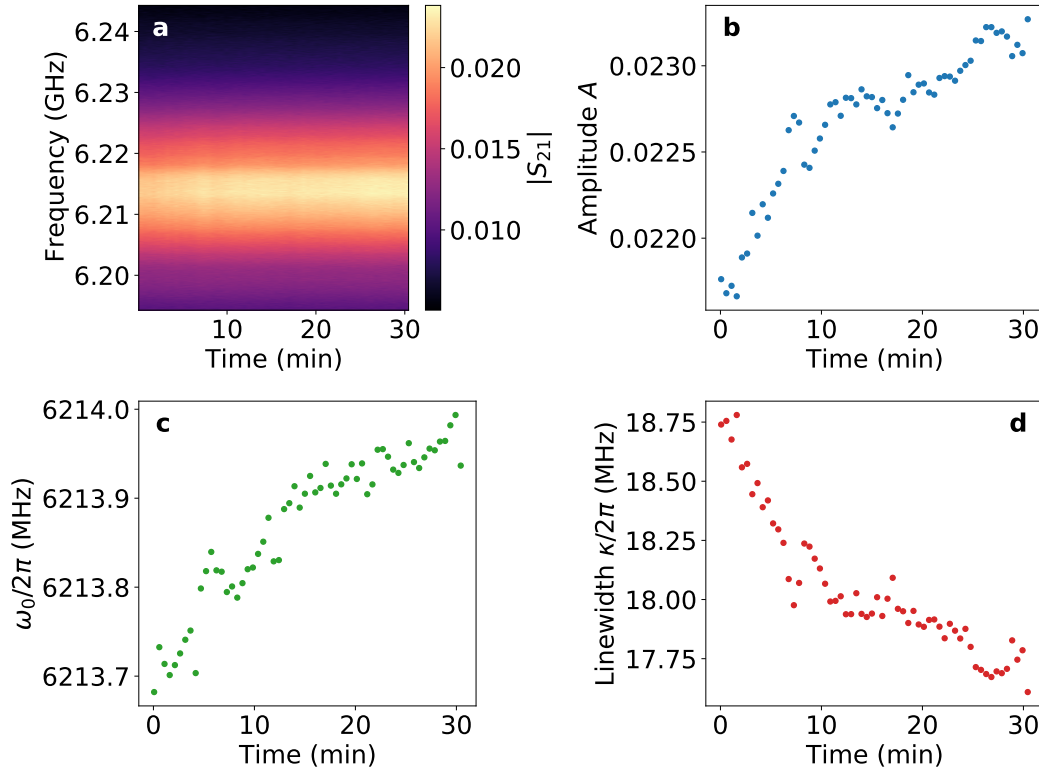 a
6.24
6.23
6.22
6.21
6.20
Frequency (GHz)
10
20
30
Time (min)
0.020
0.015
0.010
|S21|
b
0.0230
0.0225
0.0220
Amplitude A
0
10
20
30
Time (min)
c
6214.0
6213.9
6213.8
6213.7
ω0/2π (MHz)
0
10
20
30
Time (min)
d
18.75
18.50
18.25
18.00
17.75
Linewidth κ/2π (MHz)
0
10
20
30
Time (min)